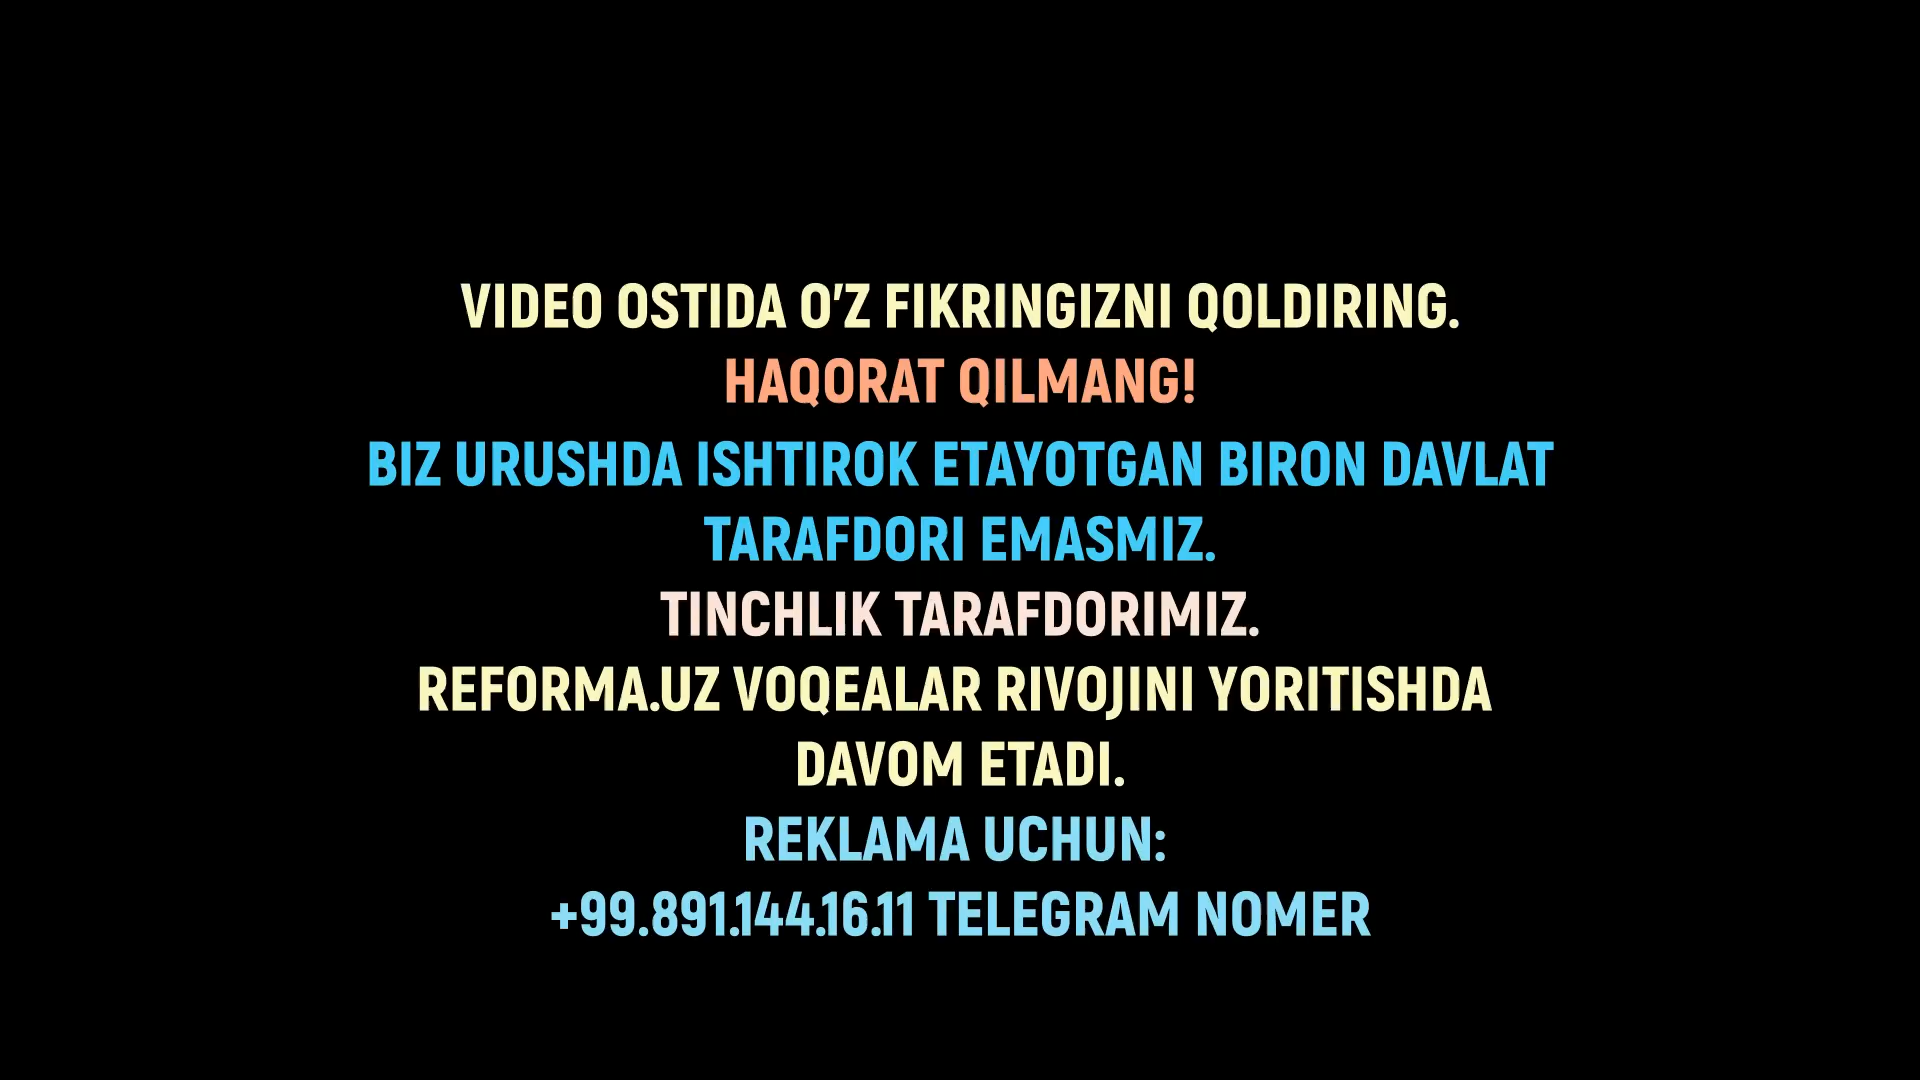 VIDEO OSTIDA O'Z FIKRINGIZNI QOLDIRING.
HAQORAT QILMANG!
BIZ URUSHDA ISHTIROK ETAYOTGAN BIRON DAVLAT
TARAFDORI EMASMIZ.
TINCHLIK TARAFDORIMIZ.
REFORMA.UZ VOQEALAR RIVOJINI YORITISHDA
DAVOM ETADI.
REKLAMA UCHUN:
+99.891.144.16.11 TELEGRAM NOMER